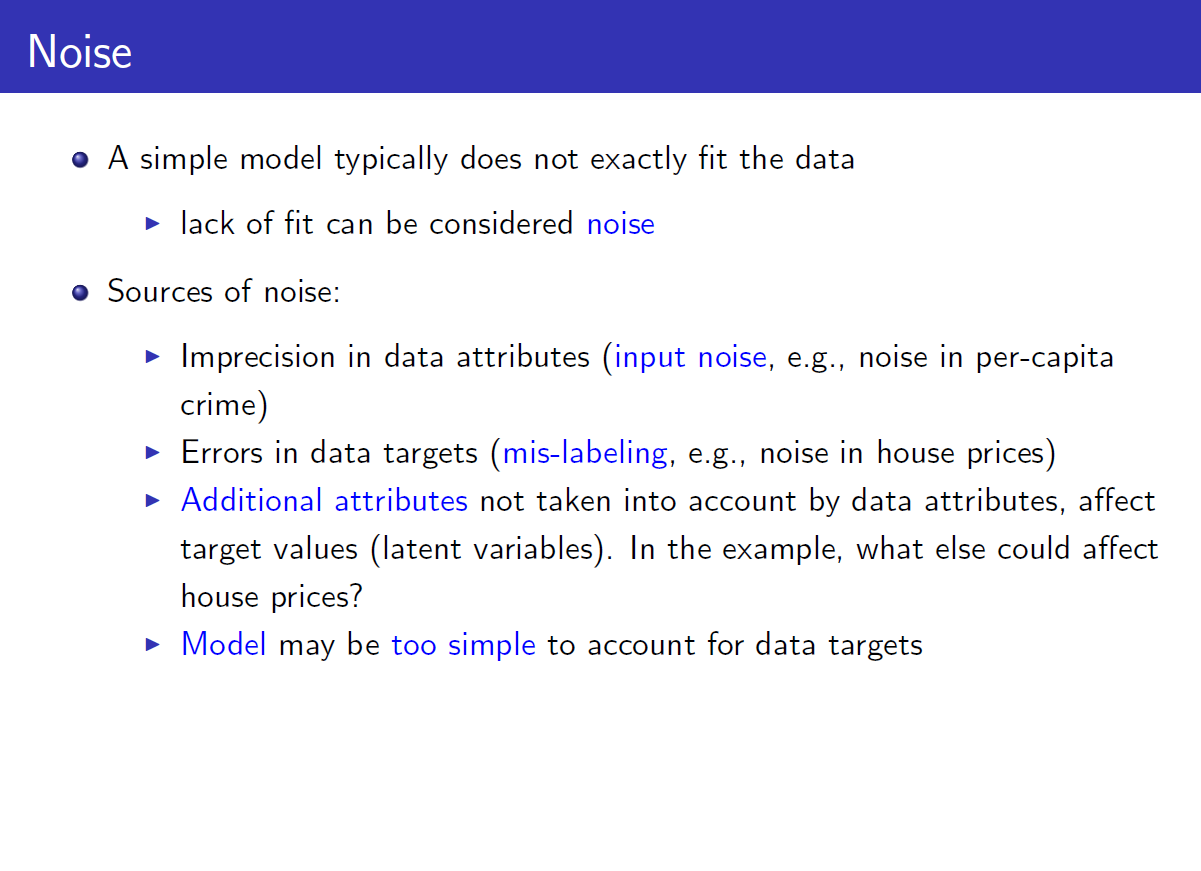 Noise
A simple model typically does not exactly fit the data
lack of fit can be considered noise
Sources of noise:
Imprecision in data attributes (input noise, e.g., noise in per-capita
crime)
Errors in data targets (mis-labeling, e.g., noise in house prices)
Additional attributes not taken into account by data attributes, affect
target values (latent variables). In the example, what else could affect
house prices?
Model may be too simple to account for data targets